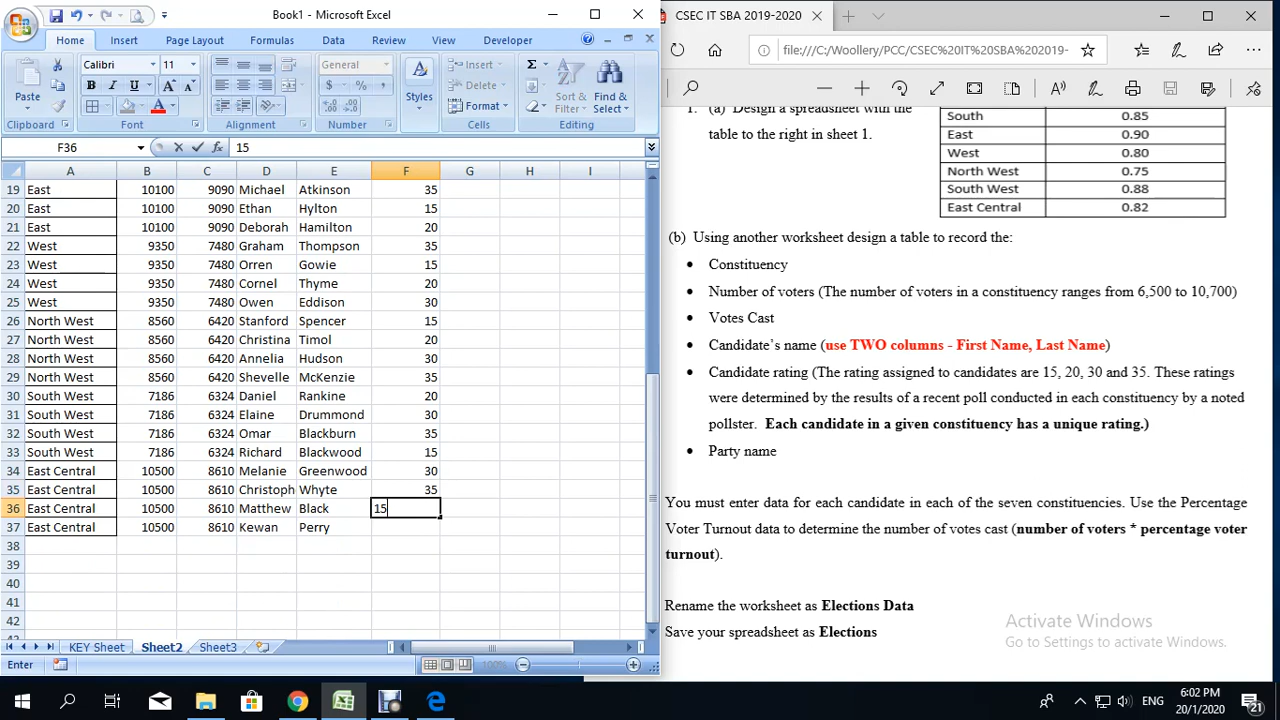 Book1 - Microsoft Excel
Home Insert Page Layout Formulas Data Review View Developer
Calibri 11 General Insert
Paste B I U A A $ % , Styles Delete Sort & Filter Find & Select
Format
Clipboard Font Alignment Number Cells Editing
F36 fx 15
A B C D E F G H I
19 East 10100 9090 Michael Atkinson 35
20 East 10100 9090 Ethan Hylton 15
21 East 10100 9090 Deborah Hamilton 20
22 West 9350 7480 Graham Thompson 35
23 West 9350 7480 Orren Gowie 15
24 West 9350 7480 Cornel Thyme 20
25 West 9350 7480 Owen Eddison 30
26 North West 8560 6420 Stanford Spencer 15
27 North West 8560 6420 Christina Timol 20
28 North West 8560 6420 Annelia Hudson 30
29 North West 8560 6420 Shevelle McKenzie 35
30 South West 7186 6324 Daniel Rankine 20
31 South West 7186 6324 Elaine Drummond 30
32 South West 7186 6324 Omar Blackburn 35
33 South West 7186 6324 Richard Blackwood 15
34 East Central 10500 8610 Melanie Greenwood 30
35 East Central 10500 8610 Christoph Whyte 35
36 East Central 10500 8610 Matthew Black 15
37 East Central 10500 8610 Kewan Perry
38
39
40
41
42
KEY Sheet Sheet2 Sheet3
Enter 100%
CSEC IT SBA 2019-2020
file:///C:/Woollery/PCC/CSEC%20IT%20SBA%202019-
1. (a) Design a spreadsheet with the
table to the right in sheet 1.
South 0.85
East 0.90
West 0.80
North West 0.75
South West 0.88
East Central 0.82
(b) Using another worksheet design a table to record the:
• Constituency
• Number of voters (The number of voters in a constituency ranges from 6,500 to 10,700)
• Votes Cast
• Candidate’s name (use TWO columns - First Name, Last Name)
• Candidate rating (The rating assigned to candidates are 15, 20, 30 and 35. These ratings
were determined by the results of a recent poll conducted in each constituency by a noted
pollster. Each candidate in a given constituency has a unique rating.)
• Party name
You must enter data for each candidate in each of the seven constituencies. Use the Percentage
Voter Turnout data to determine the number of votes cast (number of voters * percentage voter
turnout).
Rename the worksheet as Elections Data
Save your spreadsheet as Elections
Activate Windows
Go to Settings to activate Windows.
ENG 6:02 PM
20/1/2020 21